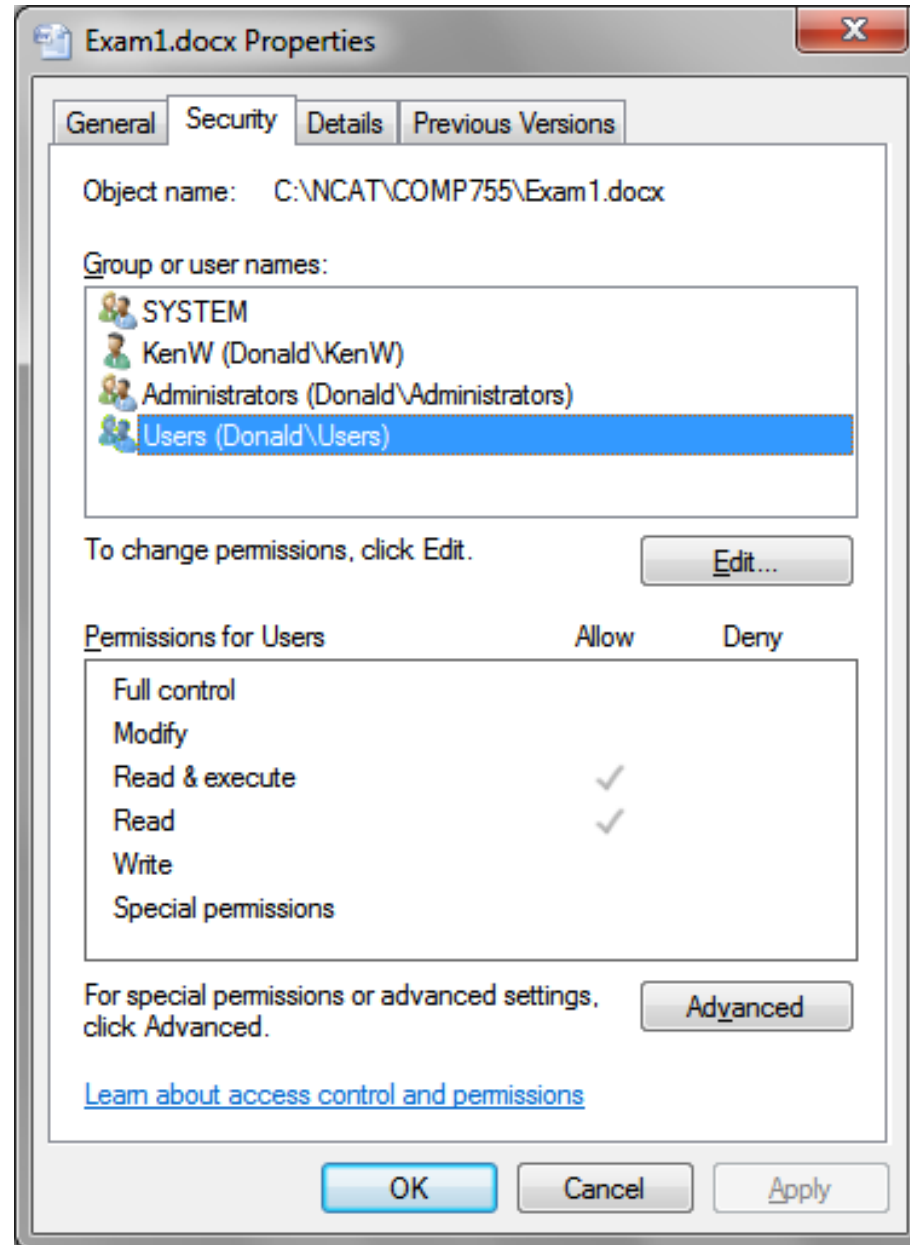 Exam1.docx Properties
General Security Details Previous Versions
Object name: C:\NCAT\COMP755\Exam1.docx
Group or user names:
SYSTEM
KenW (Donald\KenW)
Administrators (Donald\Administrators)
Users (Donald\Users)
To change permissions, click Edit.
Edit...
Permissions for Users Allow Deny
Full control
Modify
Read & execute
Read
Write
Special permissions
For special permissions or advanced settings,
click Advanced.
Advanced
Learn about access control and permissions
OK Cancel Apply